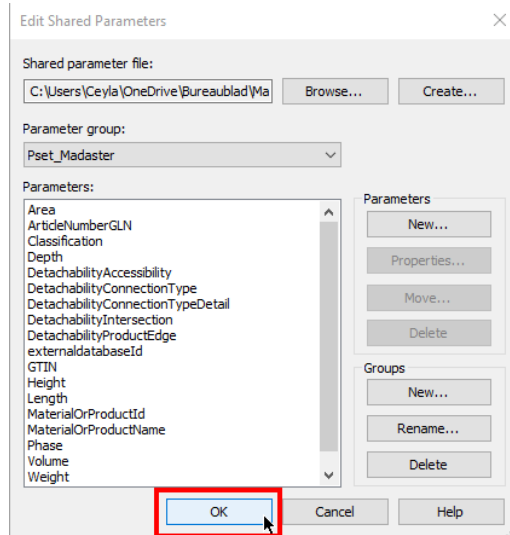 Edit Shared Parameters
Shared parameter file:
C:\Users\Ceyla\OneDrive\Bureaublad\Ma
Browse...
Create...
Parameter group:
Pset_Madaster
Parameters:
Area
ArticleNumberGLN
Classification
Depth
DetachabilityAccessibility
DetachabilityConnectionType
DetachabilityConnectionTypeDetail
DetachabilityIntersection
DetachabilityProductEdge
externaldatabaseId
GTIN
Height
Length
MaterialOrProductId
MaterialOrProductName
Phase
Volume
Weight
Parameters
New...
Properties...
Move...
Delete
Groups
New...
Rename...
Delete
OK
Cancel
Help